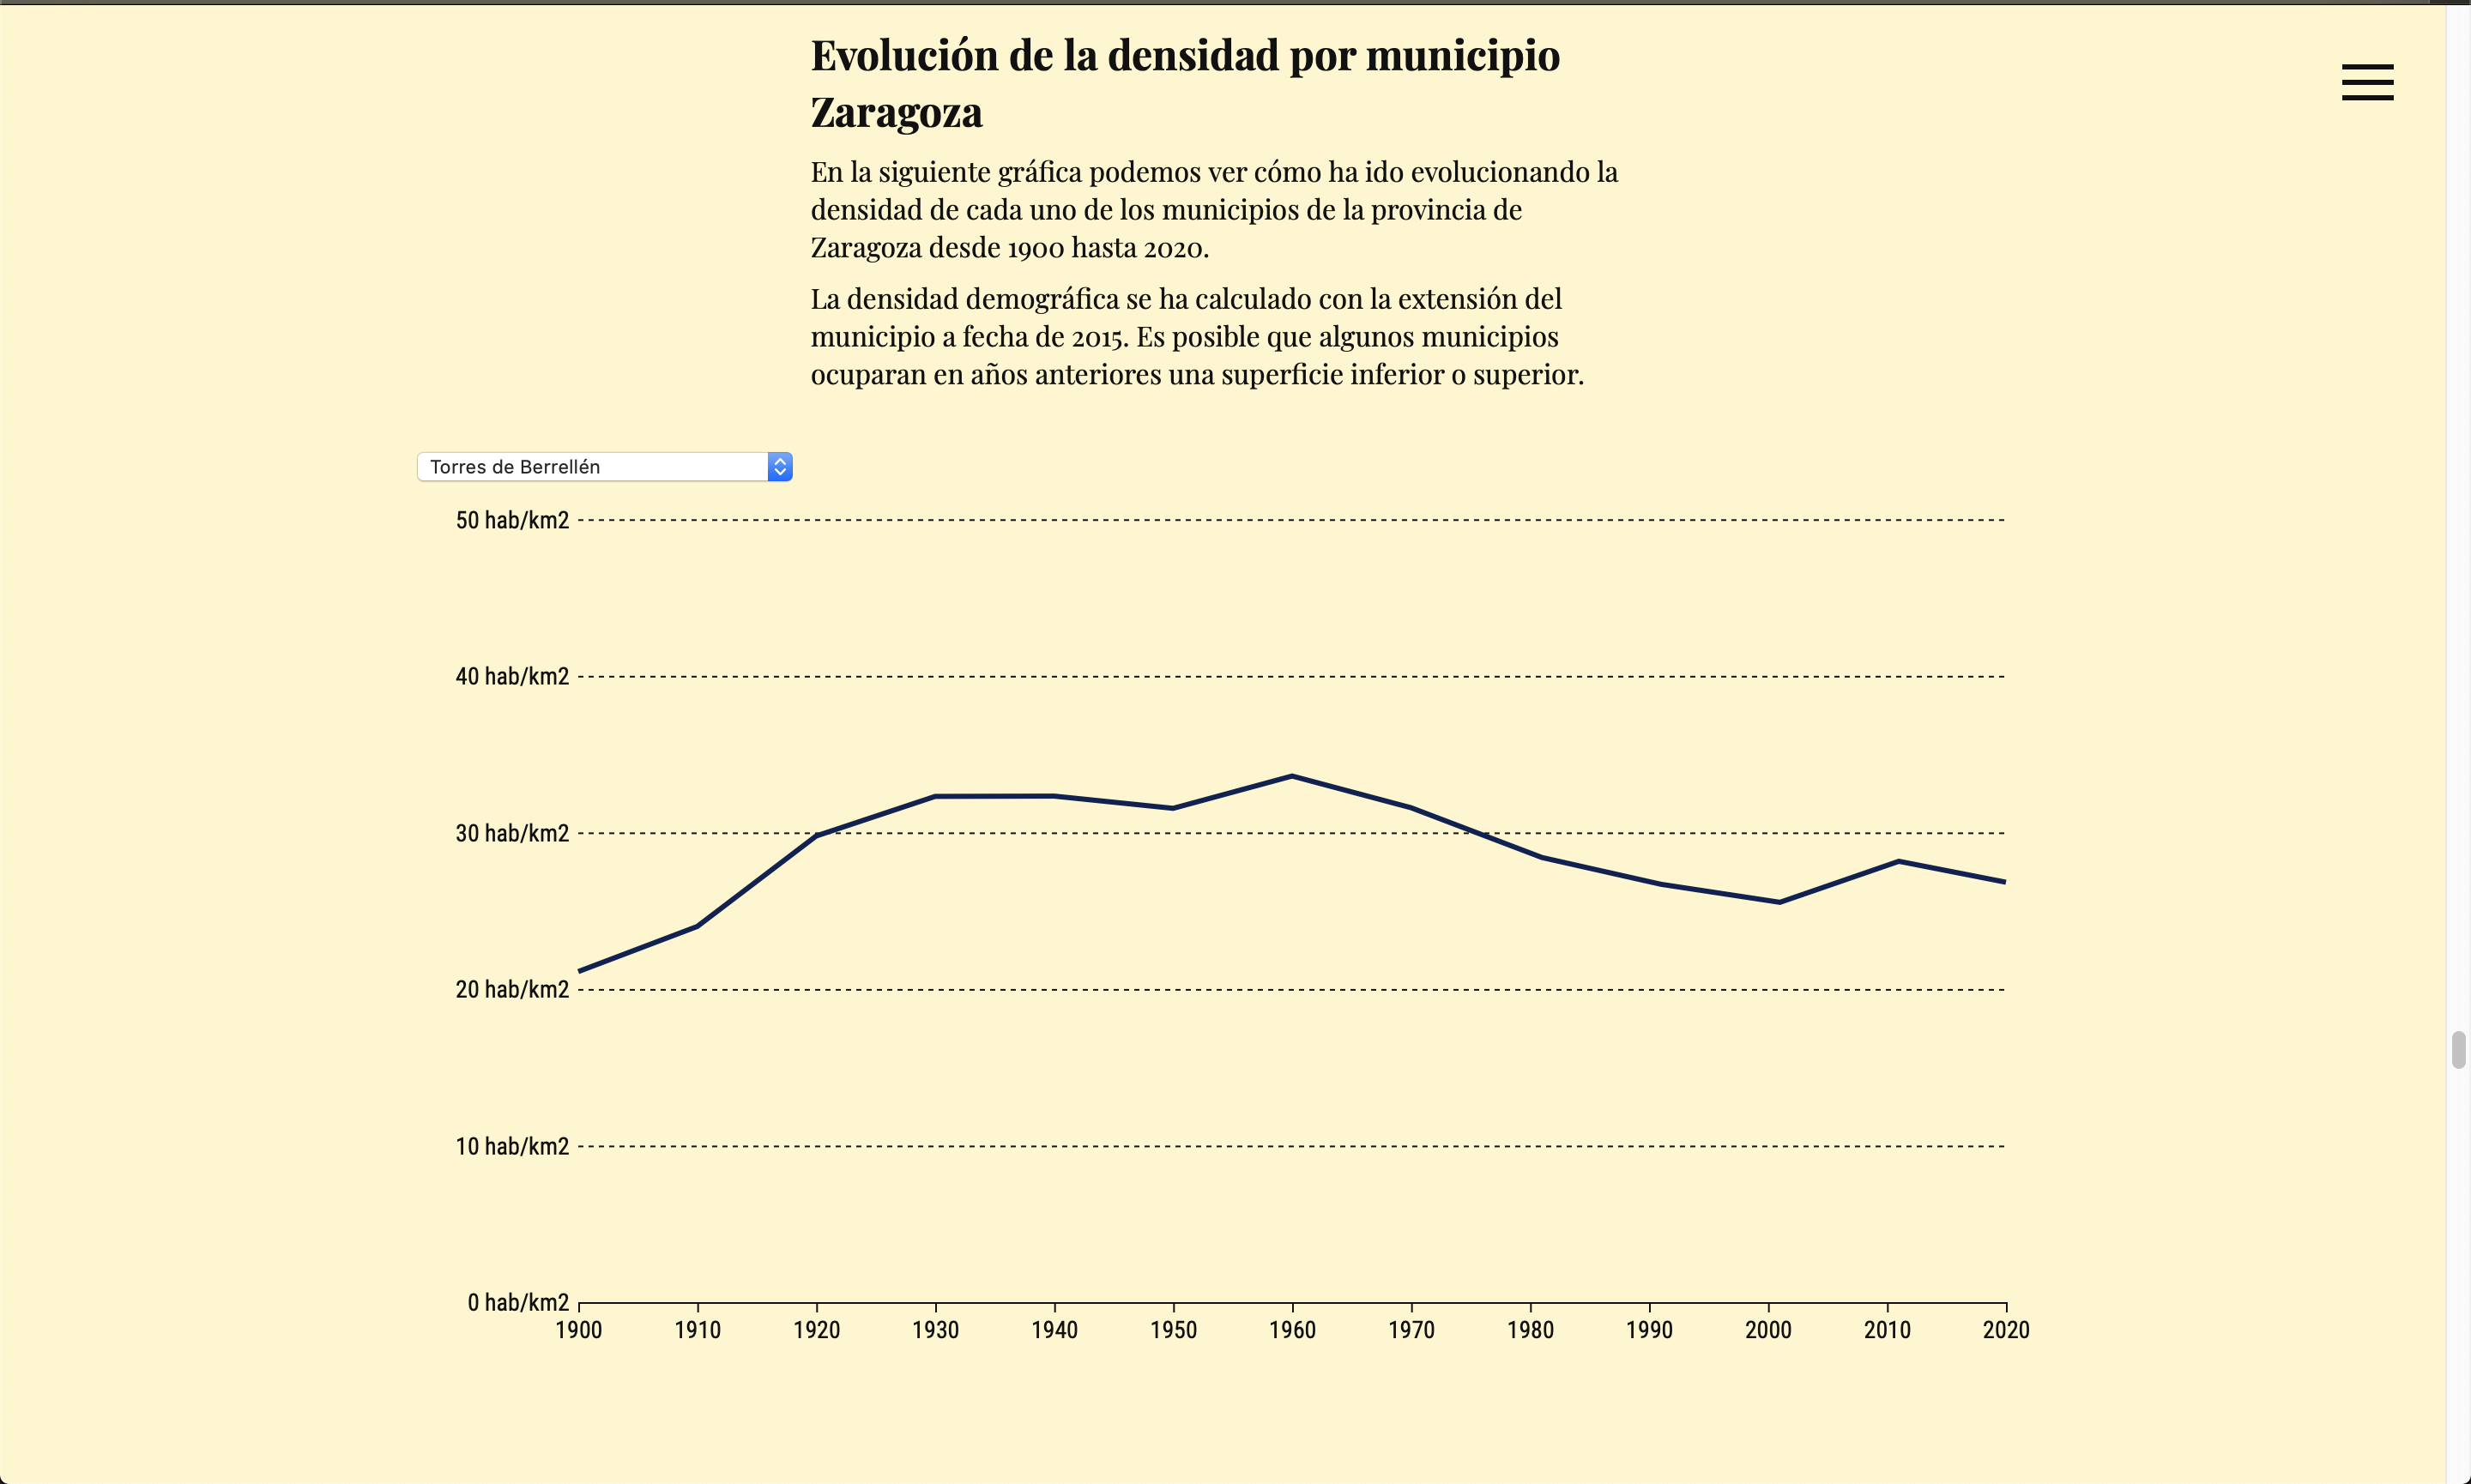 Evolución de la densidad por municipio
Zaragoza
En la siguiente gráfica podemos ver cómo ha ido evolucionando la
densidad de cada uno de los municipios de la provincia de
Zaragoza desde 1900 hasta 2020.
La densidad demográfica se ha calculado con la extensión del
municipio a fecha de 2015. Es posible que algunos municipios
ocuparan en años anteriores una superficie inferior o superior.
Torres de Berrellén
50 hab/km2
40 hab/km2
30 hab/km2
20 hab/km2
10 hab/km2
0 hab/km2
1900 1910 1920 1930 1940 1950 1960 1970 1980 1990 2000 2010 2020